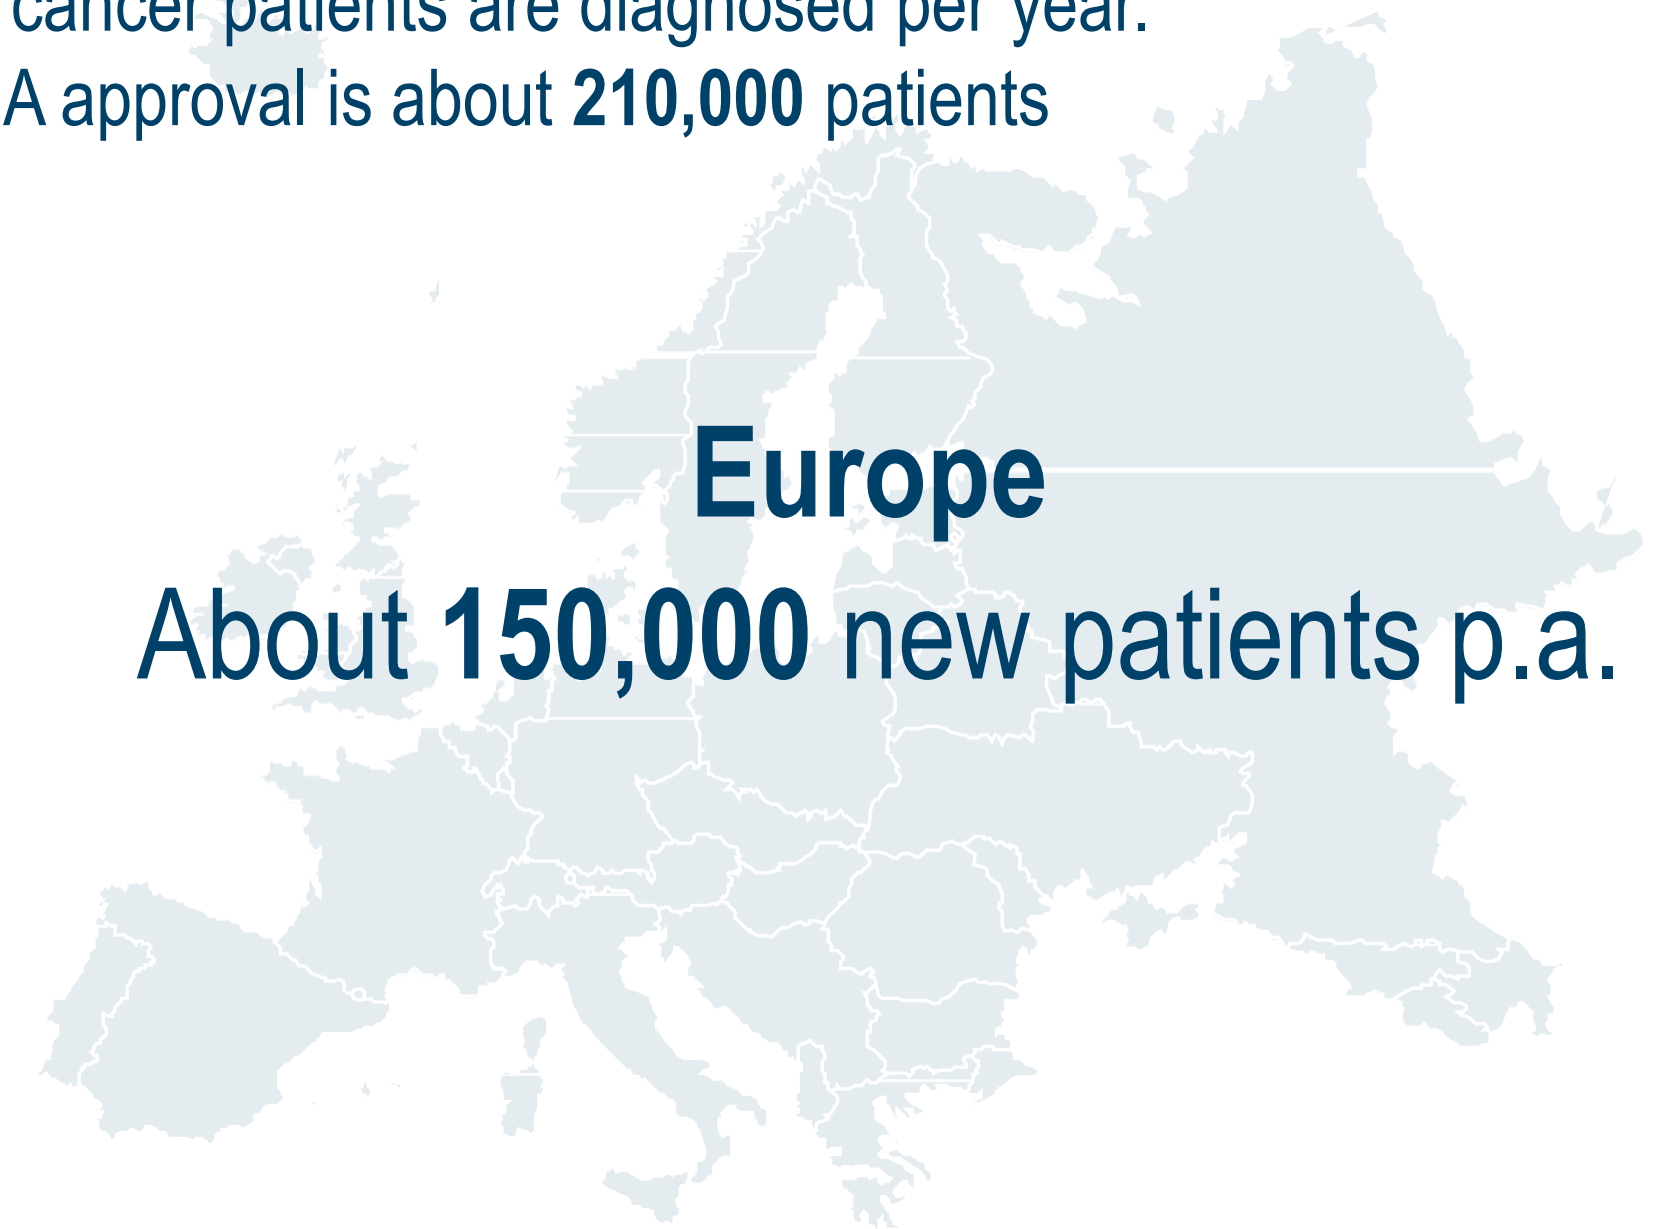 cancer patients are diagnosed per year.
A approval is about 210,000 patients
Europe
About 150,000 new patients p.a.